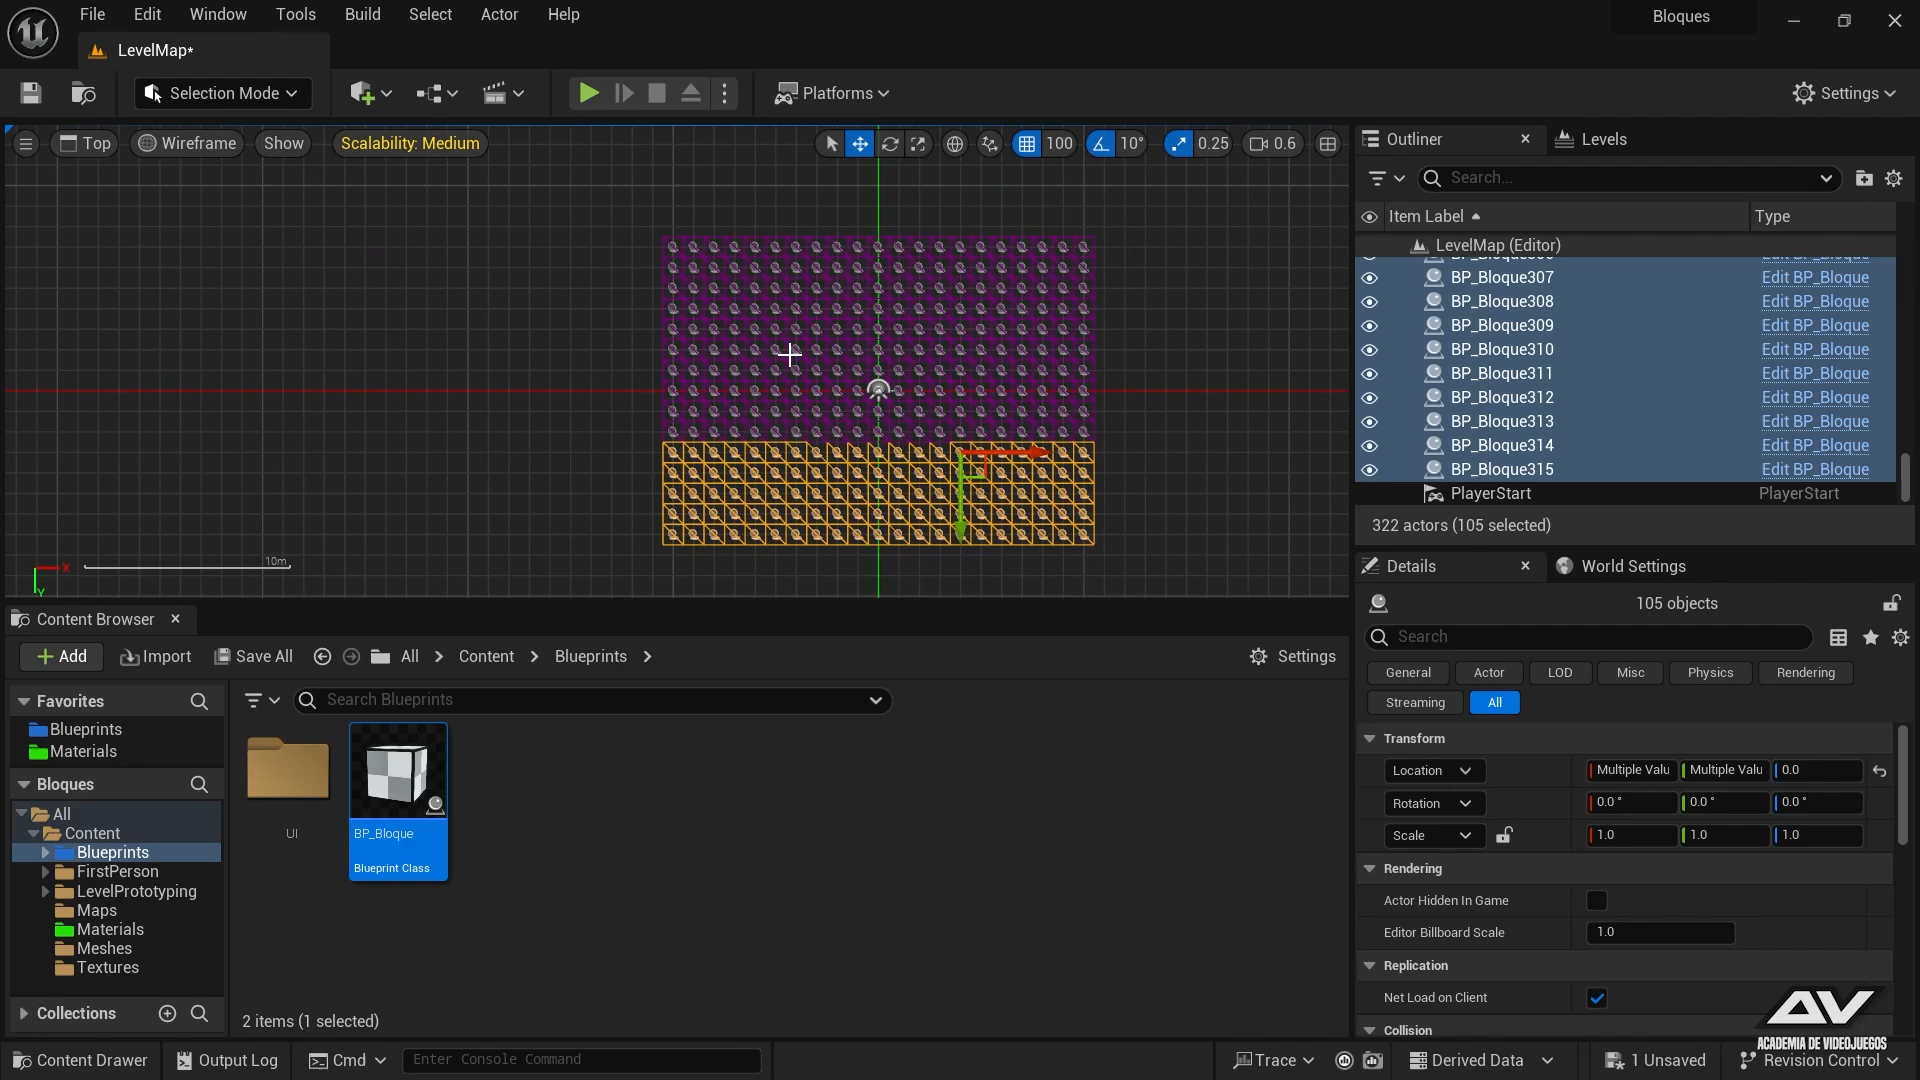 File Edit Window Tools Build Select Actor Help
Bloques
LevelMap*
Selection Mode
Platforms
Settings
Top
Wireframe
Show
Scalability: Medium
100
10°
0.25
0.6
10m
X
Y
Outliner
Levels
Search...
Item Label
Type
LevelMap (Editor)
BP_Bloque307 Edit BP_Bloque
BP_Bloque308 Edit BP_Bloque
BP_Bloque309 Edit BP_Bloque
BP_Bloque310 Edit BP_Bloque
BP_Bloque311 Edit BP_Bloque
BP_Bloque312 Edit BP_Bloque
BP_Bloque313 Edit BP_Bloque
BP_Bloque314 Edit BP_Bloque
BP_Bloque315 Edit BP_Bloque
PlayerStart PlayerStart
322 actors (105 selected)
Details
World Settings
105 objects
Search
General Actor LOD Misc Physics Rendering
Streaming All
Transform
Location Multiple Valu Multiple Valu 0.0
Rotation 0.0 ° 0.0 ° 0.0 °
Scale 1.0 1.0 1.0
Rendering
Actor Hidden In Game
Editor Billboard Scale 1.0
Replication
Net Load on Client
Collision
Content Browser
Add Import Save All All Content Blueprints Settings
Favorites
Blueprints
Materials
Bloques
All
Content
Blueprints
FirstPerson
LevelPrototyping
Maps
Materials
Meshes
Textures
Collections
Search Blueprints
UI
BP_Bloque
Blueprint Class
2 items (1 selected)
AV
ACADEMIA DE VIDEOJUEGOS
Content Drawer Output Log Cmd Enter Console Command Trace Derived Data 1 Unsaved Revision Control